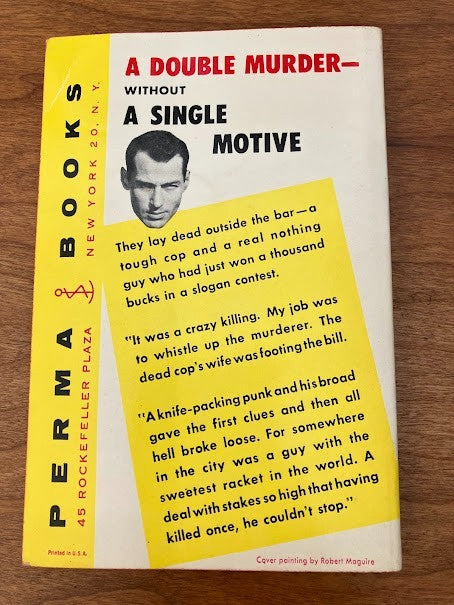 A DOUBLE MURDER—
WITHOUT
A SINGLE
MOTIVE
They lay dead outside the bar—a
tough cop and a real nothing
guy who had just won a thousand
bucks in a slogan contest.
"It was a crazy killing. My job was
to whistle up the murderer. The
dead cop's wife was footing the bill.
"A knife-packing punk and his broad
gave the first clues and then all
hell broke loose. For somewhere
in the city was a guy with the
sweetest racket in the world. A
deal with stakes so high that having
killed once, he couldn't stop."
Cover painting by Robert Maguire
PERMA BOOKS
45 ROCKEFELLER PLAZA NEW YORK 20, N. Y.
Printed in U.S.A.